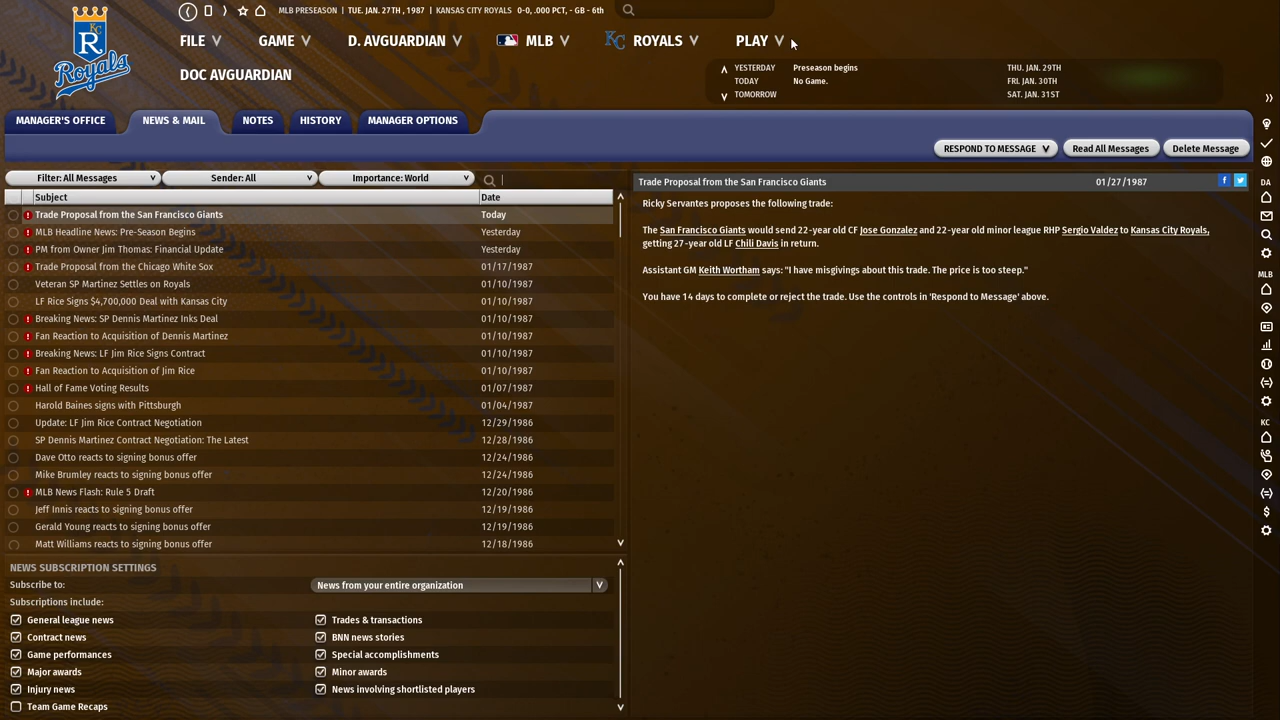 MLB PRESEASON | TUE. JAN. 27TH , 1987 | KANSAS CITY ROYALS 0-0, .000 PCT, - GB - 6th
KC
R
Royals
FILE GAME D. AVGUARDIAN MLB KC ROYALS PLAY
DOC AVGUARDIAN
YESTERDAY Preseason begins THU. JAN. 29TH
TODAY No Game. FRI. JAN. 30TH
TOMORROW SAT. JAN. 31ST
MANAGER'S OFFICE NEWS & MAIL NOTES HISTORY MANAGER OPTIONS
RESPOND TO MESSAGE Read All Messages Delete Message
Filter: All Messages Sender: All Importance: World
Subject Date
Trade Proposal from the San Francisco Giants Today
MLB Headline News: Pre-Season Begins Yesterday
PM from Owner Jim Thomas: Financial Update Yesterday
Trade Proposal from the Chicago White Sox 01/17/1987
Veteran SP Martinez Settles on Royals 01/10/1987
LF Rice Signs $4,700,000 Deal with Kansas City 01/10/1987
Breaking News: SP Dennis Martinez Inks Deal 01/10/1987
Fan Reaction to Acquisition of Dennis Martinez 01/10/1987
Breaking News: LF Jim Rice Signs Contract 01/10/1987
Fan Reaction to Acquisition of Jim Rice 01/10/1987
Hall of Fame Voting Results 01/07/1987
Harold Baines signs with Pittsburgh 01/04/1987
Update: LF Jim Rice Contract Negotiation 12/29/1986
SP Dennis Martinez Contract Negotiation: The Latest 12/28/1986
Dave Otto reacts to signing bonus offer 12/24/1986
Mike Brumley reacts to signing bonus offer 12/24/1986
MLB News Flash: Rule 5 Draft 12/20/1986
Jeff Innis reacts to signing bonus offer 12/19/1986
Gerald Young reacts to signing bonus offer 12/19/1986
Matt Williams reacts to signing bonus offer 12/18/1986
NEWS SUBSCRIPTION SETTINGS
Subscribe to: News from your entire organization
Subscriptions include:
General league news Trades & transactions
Contract news BNN news stories
Game performances Special accomplishments
Major awards Minor awards
Injury news News involving shortlisted players
Team Game Recaps
Trade Proposal from the San Francisco Giants 01/27/1987
Ricky Servantes proposes the following trade:
The San Francisco Giants would send 22-year old CF Jose Gonzalez and 22-year old minor league RHP Sergio Valdez to Kansas City Royals,
getting 27-year old LF Chili Davis in return.
Assistant GM Keith Wortham says: "I have misgivings about this trade. The price is too steep."
You have 14 days to complete or reject the trade. Use the controls in 'Respond to Message' above.
DA
MLB
KC